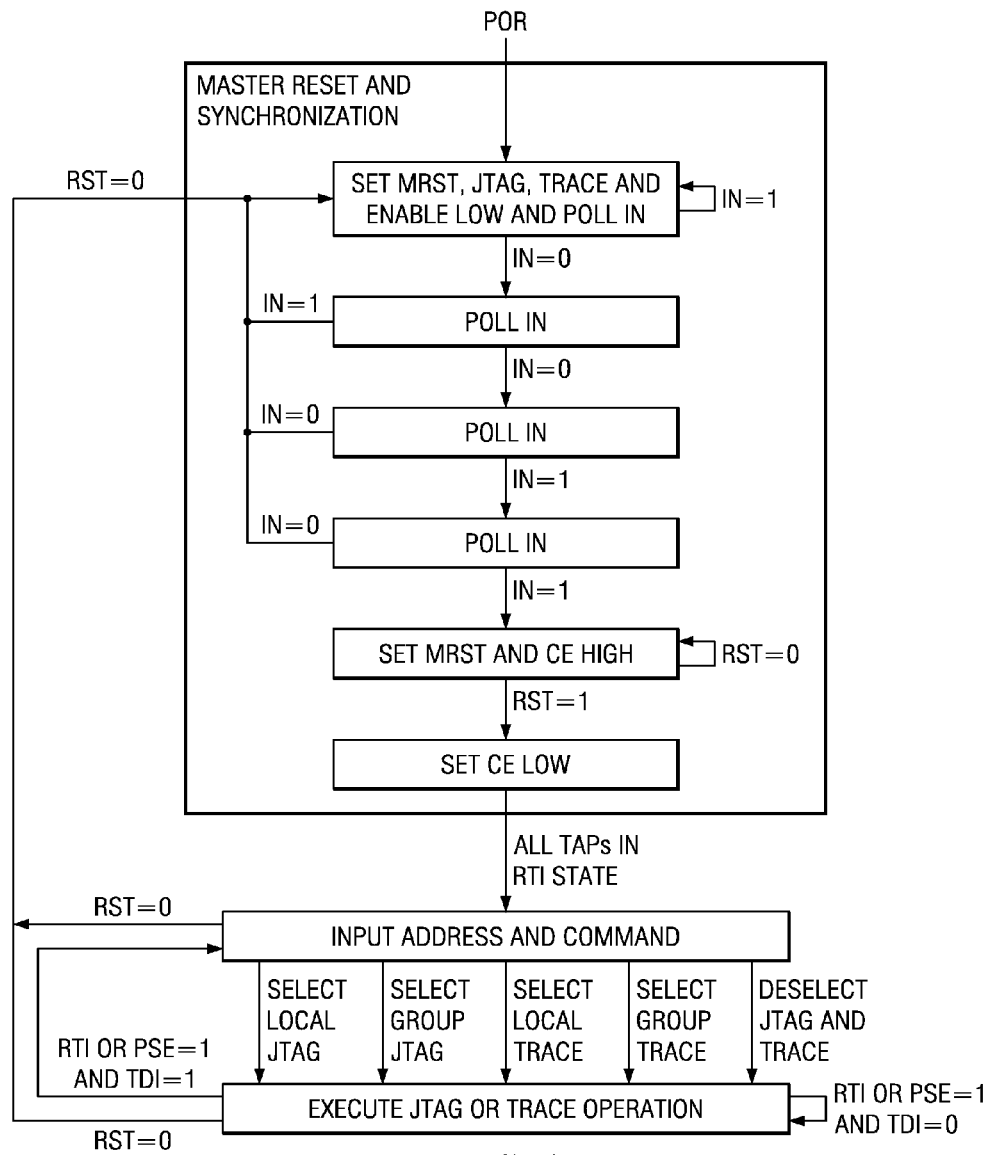 POR
MASTER RESET AND
SYNCHRONIZATION
RST=0
SET MRST, JTAG, TRACE AND
ENABLE LOW AND POLL IN
IN=1
IN=0
IN=1
POLL IN
IN=0
IN=0
POLL IN
IN=1
IN=0
POLL IN
IN=1
SET MRST AND CE HIGH
RST=0
RST=1
SET CE LOW
ALL TAPs IN
RTI STATE
RST=0
INPUT ADDRESS AND COMMAND
SELECT
LOCAL
JTAG
SELECT
GROUP
JTAG
SELECT
LOCAL
TRACE
SELECT
GROUP
TRACE
DESELECT
JTAG AND
TRACE
RTI OR PSE=1
AND TDI=1
EXECUTE JTAG OR TRACE OPERATION
RTI OR PSE=1
AND TDI=0
RST=0